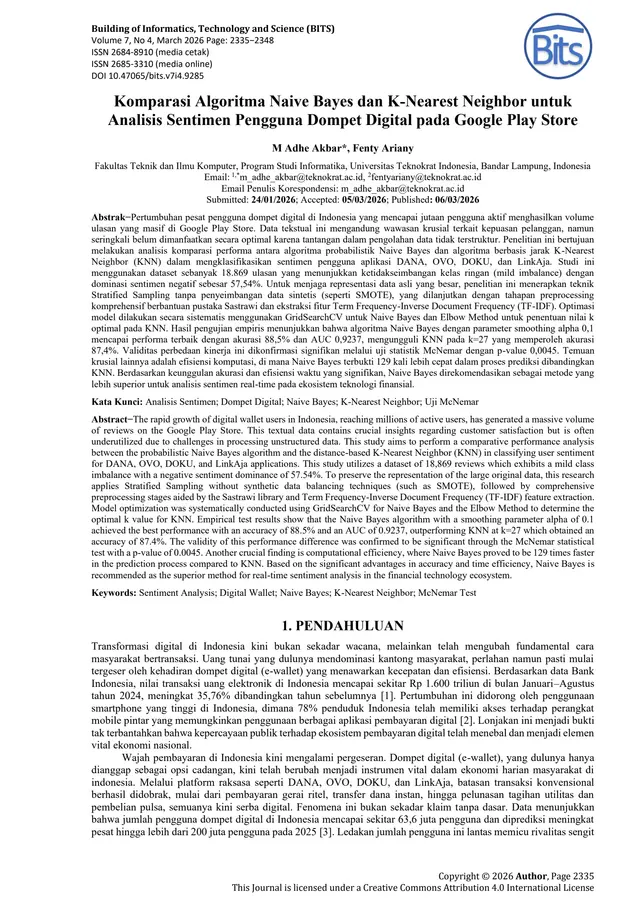 Building of Informatics, Technology and Science (BITS)
Volume 7, No 4, March 2026 Page: 2335−2348
ISSN 2684-8910 (media cetak)
ISSN 2685-3310 (media online)
DOI 10.47065/bits.v7i4.9285
Bits
Komparasi Algoritma Naive Bayes dan K-Nearest Neighbor untuk
Analisis Sentimen Pengguna Dompet Digital pada Google Play Store
M Adhe Akbar*, Fenty Ariany
Fakultas Teknik dan Ilmu Komputer, Program Studi Informatika, Universitas Teknokrat Indonesia, Bandar Lampung, Indonesia
Email: 1,*m_adhe_akbar@teknokrat.ac.id, 2fentyariany@teknokrat.ac.id
Email Penulis Korespondensi: m_adhe_akbar@teknokrat.ac.id
Submitted: 24/01/2026; Accepted: 05/03/2026; Published: 06/03/2026
Abstrak−Pertumbuhan pesat pengguna dompet digital di Indonesia yang mencapai jutaan pengguna aktif menghasilkan volume
ulasan yang masif di Google Play Store. Data tekstual ini mengandung wawasan krusial terkait kepuasan pelanggan, namun
seringkali belum dimanfaatkan secara optimal karena tantangan dalam pengolahan data tidak terstruktur. Penelitian ini bertujuan
melakukan analisis komparasi performa antara algoritma probabilistik Naive Bayes dan algoritma berbasis jarak K-Nearest
Neighbor (KNN) dalam mengklasifikasikan sentimen pengguna aplikasi DANA, OVO, DOKU, dan LinkAja. Studi ini
menggunakan dataset sebanyak 18.869 ulasan yang menunjukkan ketidakseimbangan kelas ringan (mild imbalance) dengan
dominasi sentimen negatif sebesar 57,54%. Untuk menjaga representasi data asli yang besar, penelitian ini menerapkan teknik
Stratified Sampling tanpa penyeimbangan data sintetis (seperti SMOTE), yang dilanjutkan dengan tahapan preprocessing
komprehensif berbantuan pustaka Sastrawi dan ekstraksi fitur Term Frequency-Inverse Document Frequency (TF-IDF). Optimasi
model dilakukan secara sistematis menggunakan GridSearchCV untuk Naive Bayes dan Elbow Method untuk penentuan nilai k
optimal pada KNN. Hasil pengujian empiris menunjukkan bahwa algoritma Naive Bayes dengan parameter smoothing alpha 0,1
mencapai performa terbaik dengan akurasi 88,5% dan AUC 0,9237, mengungguli KNN pada k=27 yang memperoleh akurasi
87,4%. Validitas perbedaan kinerja ini dikonfirmasi signifikan melalui uji statistik McNemar dengan p-value 0,0045. Temuan
krusial lainnya adalah efisiensi komputasi, di mana Naive Bayes terbukti 129 kali lebih cepat dalam proses prediksi dibandingkan
KNN. Berdasarkan keunggulan akurasi dan efisiensi waktu yang signifikan, Naive Bayes direkomendasikan sebagai metode yang
lebih superior untuk analisis sentimen real-time pada ekosistem teknologi finansial.
Kata Kunci: Analisis Sentimen; Dompet Digital; Naive Bayes; K-Nearest Neighbor; Uji McNemar
Abstract−The rapid growth of digital wallet users in Indonesia, reaching millions of active users, has generated a massive volume
of reviews on the Google Play Store. This textual data contains crucial insights regarding customer satisfaction but is often
underutilized due to challenges in processing unstructured data. This study aims to perform a comparative performance analysis
between the probabilistic Naive Bayes algorithm and the distance-based K-Nearest Neighbor (KNN) in classifying user sentiment
for DANA, OVO, DOKU, and LinkAja applications. This study utilizes a dataset of 18,869 reviews which exhibits a mild class
imbalance with a negative sentiment dominance of 57.54%. To preserve the representation of the large original data, this research
applies Stratified Sampling without synthetic data balancing techniques (such as SMOTE), followed by comprehensive
preprocessing stages aided by the Sastrawi library and Term Frequency-Inverse Document Frequency (TF-IDF) feature extraction.
Model optimization was systematically conducted using GridSearchCV for Naive Bayes and the Elbow Method to determine the
optimal k value for KNN. Empirical test results show that the Naive Bayes algorithm with a smoothing parameter alpha of 0.1
achieved the best performance with an accuracy of 88.5% and an AUC of 0.9237, outperforming KNN at k=27 which obtained an
accuracy of 87.4%. The validity of this performance difference was confirmed to be significant through the McNemar statistical
test with a p-value of 0.0045. Another crucial finding is computational efficiency, where Naive Bayes proved to be 129 times faster
in the prediction process compared to KNN. Based on the significant advantages in accuracy and time efficiency, Naive Bayes is
recommended as the superior method for real-time sentiment analysis in the financial technology ecosystem.
Keywords: Sentiment Analysis; Digital Wallet; Naive Bayes; K-Nearest Neighbor; McNemar Test
1. PENDAHULUAN
Transformasi digital di Indonesia kini bukan sekadar wacana, melainkan telah mengubah fundamental cara
masyarakat bertransaksi. Uang tunai yang dulunya mendominasi kantong masyarakat, perlahan namun pasti mulai
tergeser oleh kehadiran dompet digital (e-wallet) yang menawarkan kecepatan dan efisiensi. Berdasarkan data Bank
Indonesia, nilai transaksi uang elektronik di Indonesia mencapai sekitar Rp 1.600 triliun di bulan Januari–Agustus
tahun 2024, meningkat 35,76% dibandingkan tahun sebelumnya [1]. Pertumbuhan ini didorong oleh penggunaan
smartphone yang tinggi di Indonesia, dimana 78% penduduk Indonesia telah memiliki akses terhadap perangkat
mobile pintar yang memungkinkan penggunaan berbagai aplikasi pembayaran digital [2]. Lonjakan ini menjadi bukti
tak terbantahkan bahwa kepercayaan publik terhadap ekosistem pembayaran digital telah menebal dan menjadi elemen
vital ekonomi nasional.
Wajah pembayaran di Indonesia kini mengalami pergeseran. Dompet digital (e-wallet), yang dulunya hanya
dianggap sebagai opsi cadangan, kini telah berubah menjadi instrumen vital dalam ekonomi harian masyarakat di
indonesia. Melalui platform raksasa seperti DANA, OVO, DOKU, dan LinkAja, batasan transaksi konvensional
berhasil didobrak, mulai dari pembayaran gerai ritel, transfer dana instan, hingga pelunasan tagihan utilitas dan
pembelian pulsa, semuanya kini serba digital. Fenomena ini bukan sekadar klaim tanpa dasar. Data menunjukkan
bahwa jumlah pengguna dompet digital di Indonesia mencapai sekitar 63,6 juta pengguna dan diprediksi meningkat
pesat hingga lebih dari 200 juta pengguna pada 2025 [3]. Ledakan jumlah pengguna ini lantas memicu rivalitas sengit
Copyright © 2026 Author, Page 2335
This Journal is licensed under a Creative Commons Attribution 4.0 International License